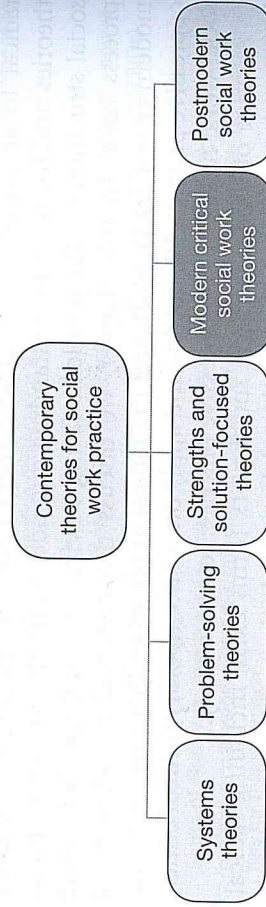 Contemporary
theories for social
work practice
Systems
theories
Problem-solving
theories
Strengths and
solution-focused
theories
Modern critical
social work
theories
Postmodern
social work
theories